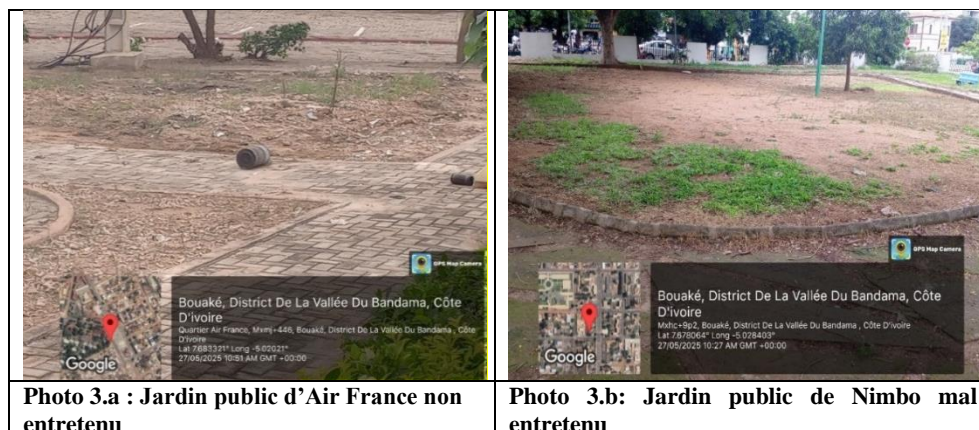 GPS Map Camera
Bouaké, District De La Vallée Du Bandama, Côte
D'ivoire
Quartier Air France, Mxmj+446, Bouaké, District De La Vallée Du Bandama , Côte
D'ivoire
Lat 7.683321° Long -5.02021°
27/05/2025 10:51 AM GMT +00:00
Google
Photo 3.a : Jardin public d’Air France non
entretenu
GPS Map Camera
Bouaké, District De La Vallée Du Bandama, Côte
D'ivoire
Mxhc+9p2, Bouaké, District De La Vallée Du Bandama , Côte D'ivoire
Lat 7.678064° Long -5.028403°
27/05/2025 10:27 AM GMT +00:00
Google
Photo 3.b: Jardin public de Nimbo mal
entretenu